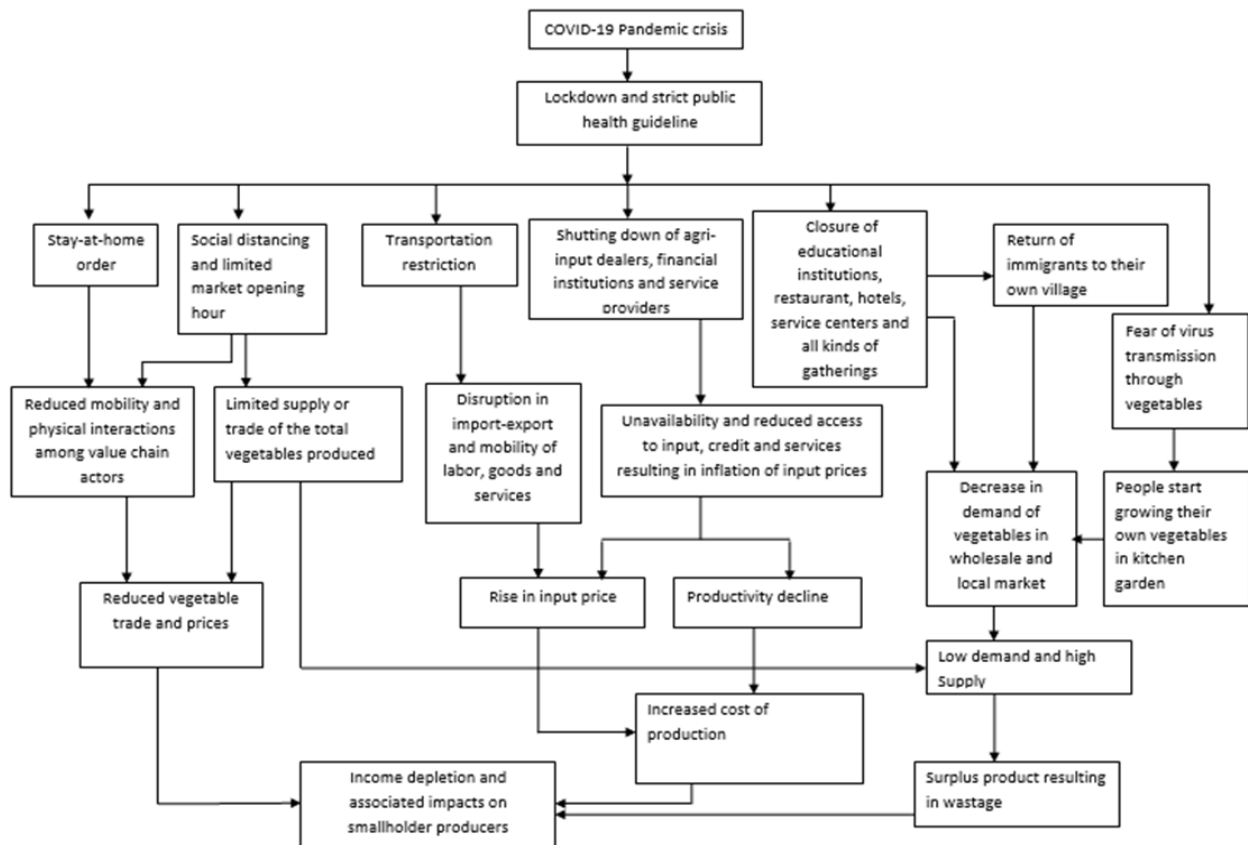 COVID-19 Pandemic crisis
Lockdown and strict public
health guideline
Stay-at-home
order
Social distancing
and limited
market opening
hour
Transportation
restriction
Shutting down of agri-
input dealers, financial
institutions and service
providers
Closure of
educational
institutions,
restaurant, hotels,
service centers and
all kinds of
gatherings
Return of
immigrants to their
own village
Fear of virus
transmission
through
vegetables
Reduced mobility and
physical interactions
among value chain
actors
Limited supply or
trade of the total
vegetables produced
Disruption in
import-export
and mobility of
labor, goods and
services
Unavailability and reduced access
to input, credit and services
resulting in inflation of input prices
Decrease in
demand of
vegetables in
wholesale and
local market
People start
growing their
own vegetables
in kitchen
garden
Reduced vegetable
trade and prices
Rise in input price
Productivity decline
Low demand and high
Supply
Increased cost of
production
Income depletion and
associated impacts on
smallholder producers
Surplus product resulting
in wastage